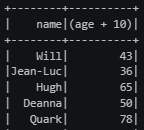 +--------+----------+
|    name|(age + 10)|
+--------+----------+
|    Will|        43|
|Jean-Luc|        36|
|    Hugh|        65|
|  Deanna|        50|
|   Quark|        78|